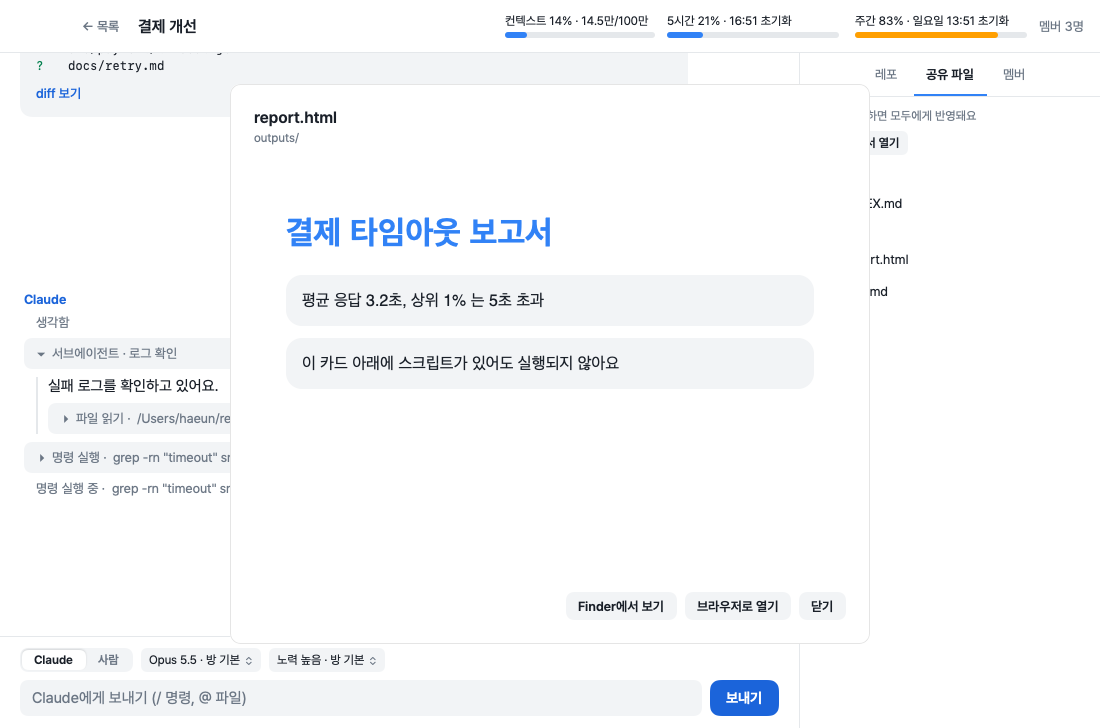 ← 목록
결제 개선
컨텍스트 14% · 14.5만/100만
5시간 21% · 16:51 초기화
주간 83% · 일요일 13:51 초기화
멤버 3명
? docs/retry.md
diff 보기
레포
공유 파일
멤버
하면 모두에게 반영돼요
열기
report.html
outputs/
결제 타임아웃 보고서
평균 응답 3.2초, 상위 1% 는 5초 초과
이 카드 아래에 스크립트가 있어도 실행되지 않아요
EX.md
rt.html
md
Claude
생각함
서브에이전트 · 로그 확인
실패 로그를 확인하고 있어요.
파일 읽기 · /Users/haeun/re
명령 실행 · grep -rn "timeout" sr
명령 실행 중 · grep -rn "timeout" sr
Finder에서 보기
브라우저로 열기
닫기
Claude
사람
Opus 5.5 · 방 기본
노력 높음 · 방 기본
Claude에게 보내기 (/ 명령, @ 파일)
보내기